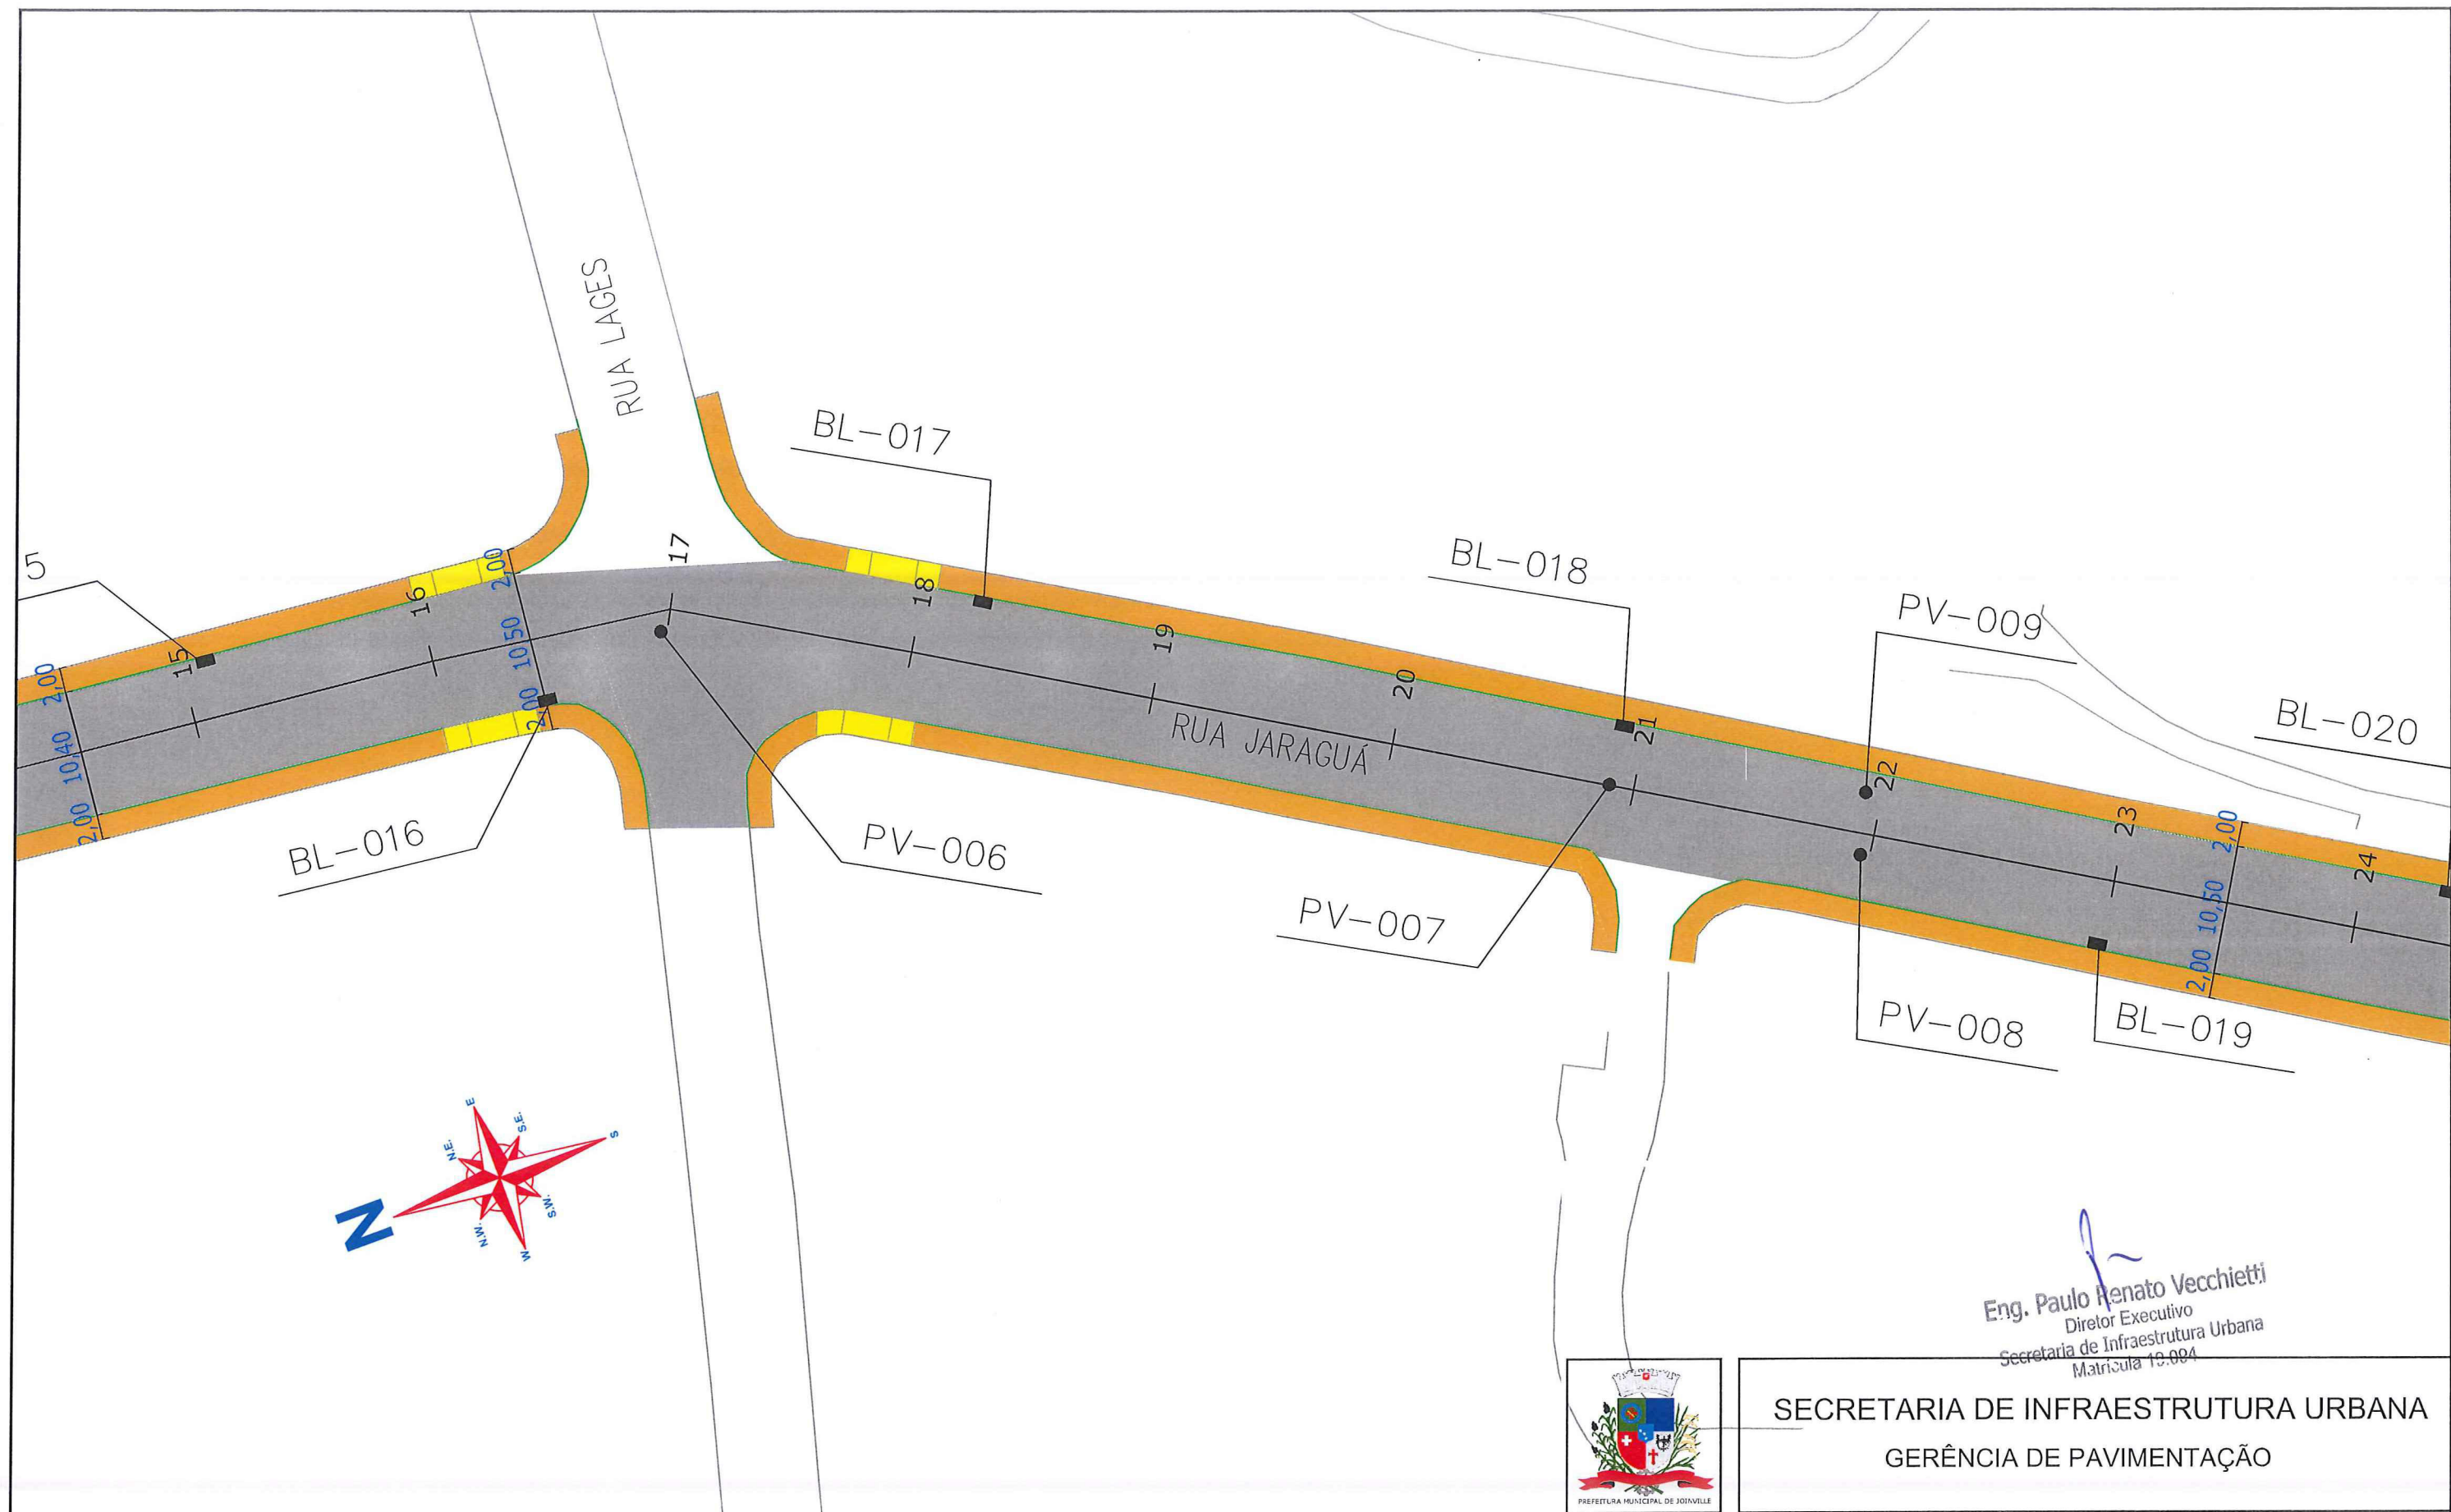 RUA LAGES
BL-017
17
BL-018
5
2,00
16
18
PV-009
10,50
19
15
2,00
20
BL-020
2,00
21
RUA JARAGUÁ
10,40
22
2,00
23
2,00
BL-016
PV-006
24
10,50
PV-007
2,00
PV-008
BL-019
E
S.E.
S
N.E.
N
S.W.
N.W.
W
Eng. Paulo Renato Vecchietti
Diretor Executivo
Secretaria de Infraestrutura Urbana
SECRETARIA DE INFRAESTRUTURA URBANA
GERÊNCIA DE PAVIMENTAÇÃO
PREFEITURA MUNICIPAL DE JOINVILLE